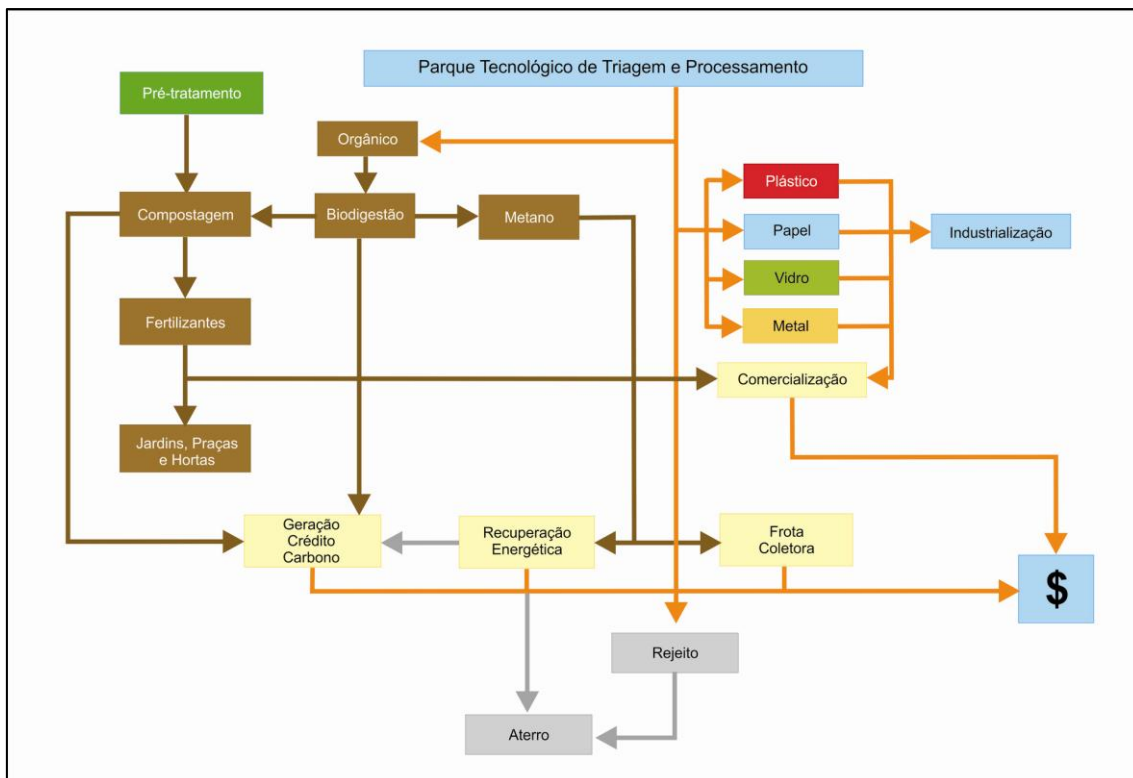 Parque Tecnológico de Triagem e Processamento
Pré-tratamento
Orgânico
Plástico
Compostagem
Biodigestão
Metano
Papel
Industrialização
Vidro
Fertilizantes
Metal
Comercialização
Jardins, Praças
e Hortas
Geração
Crédito
Carbono
Recuperação
Energética
Frota
Coletora
$
Rejeito
Aterro